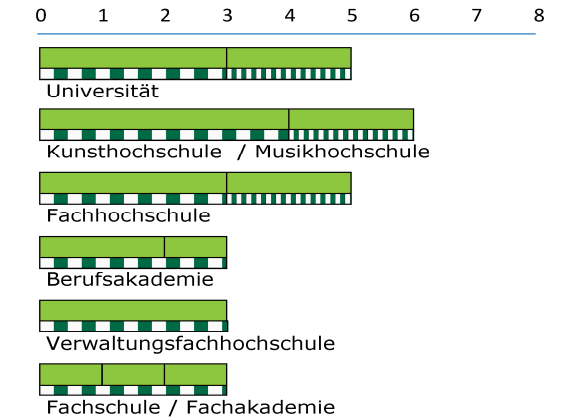 0 1 2 3 4 5 6 7 8
Universität
Kunsthochschule / Musikhochschule
Fachhochschule
Berufsakademie
Verwaltungsfachhochschule
Fachschule / Fachakademie